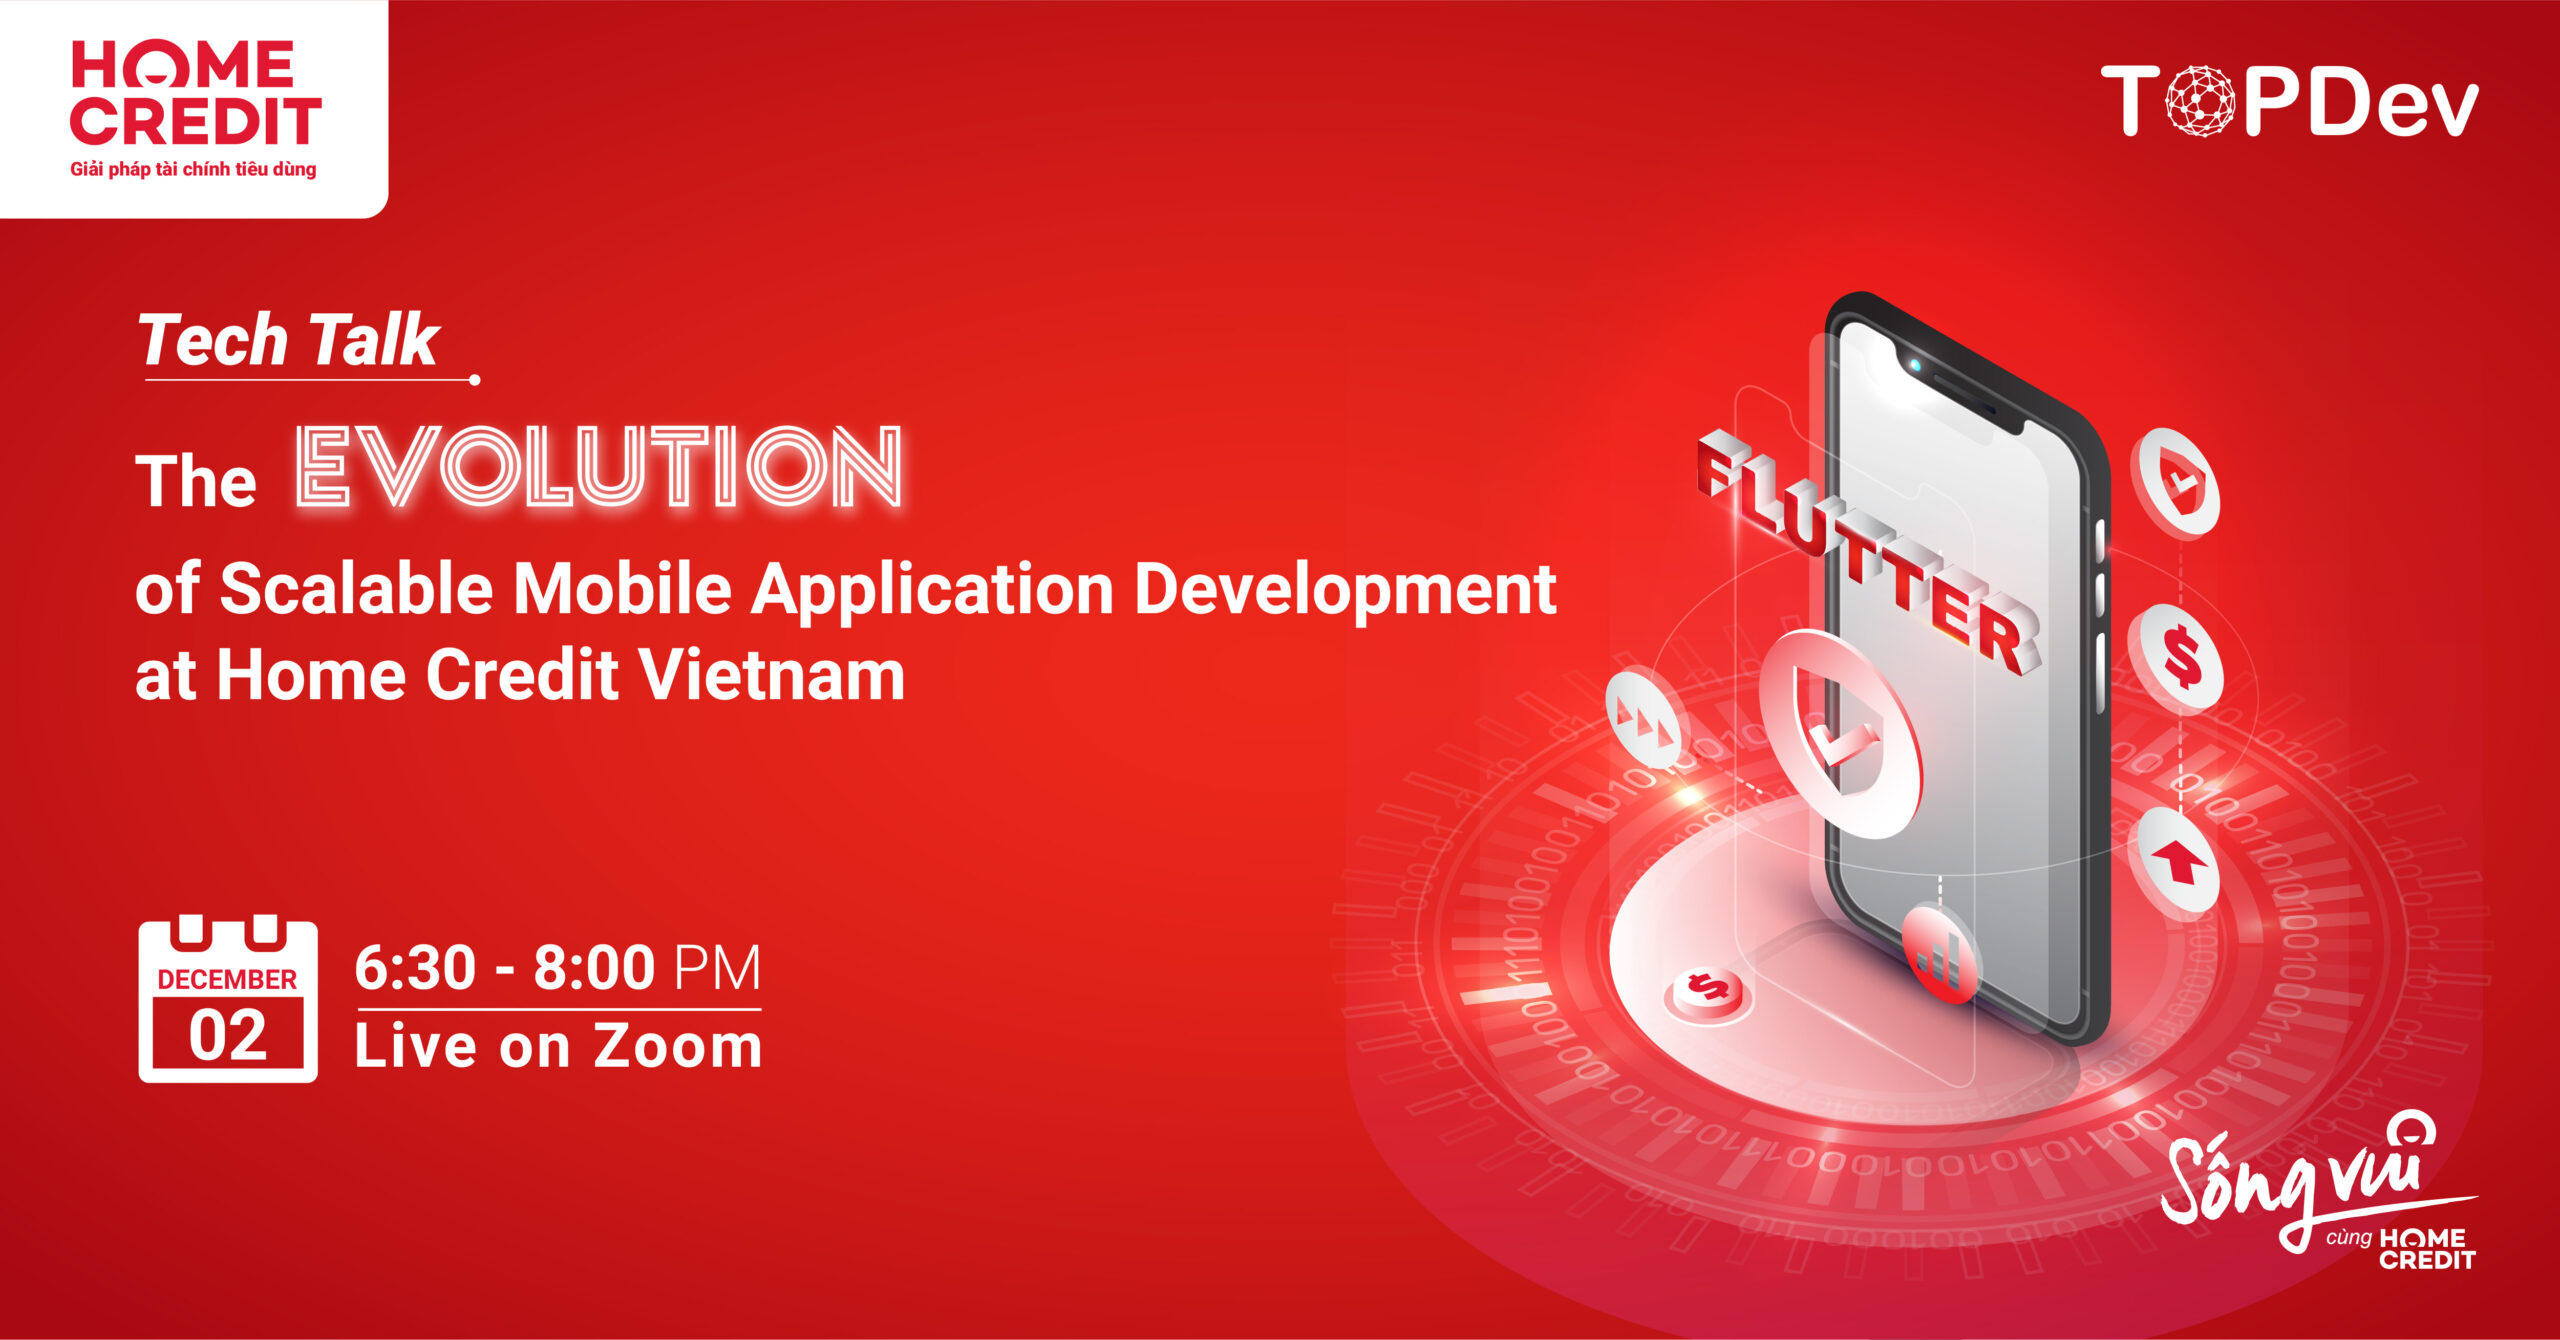 HOME
CREDIT
Giải pháp tài chính tiêu dùng
TOPDev
Tech Talk
The EVOLUTION
of Scalable Mobile Application Development
at Home Credit Vietnam
FLUTTER
$
$
DECEMBER
02
6:30 - 8:00 PM
Live on Zoom
Sống vui
cùng HOME
CREDIT